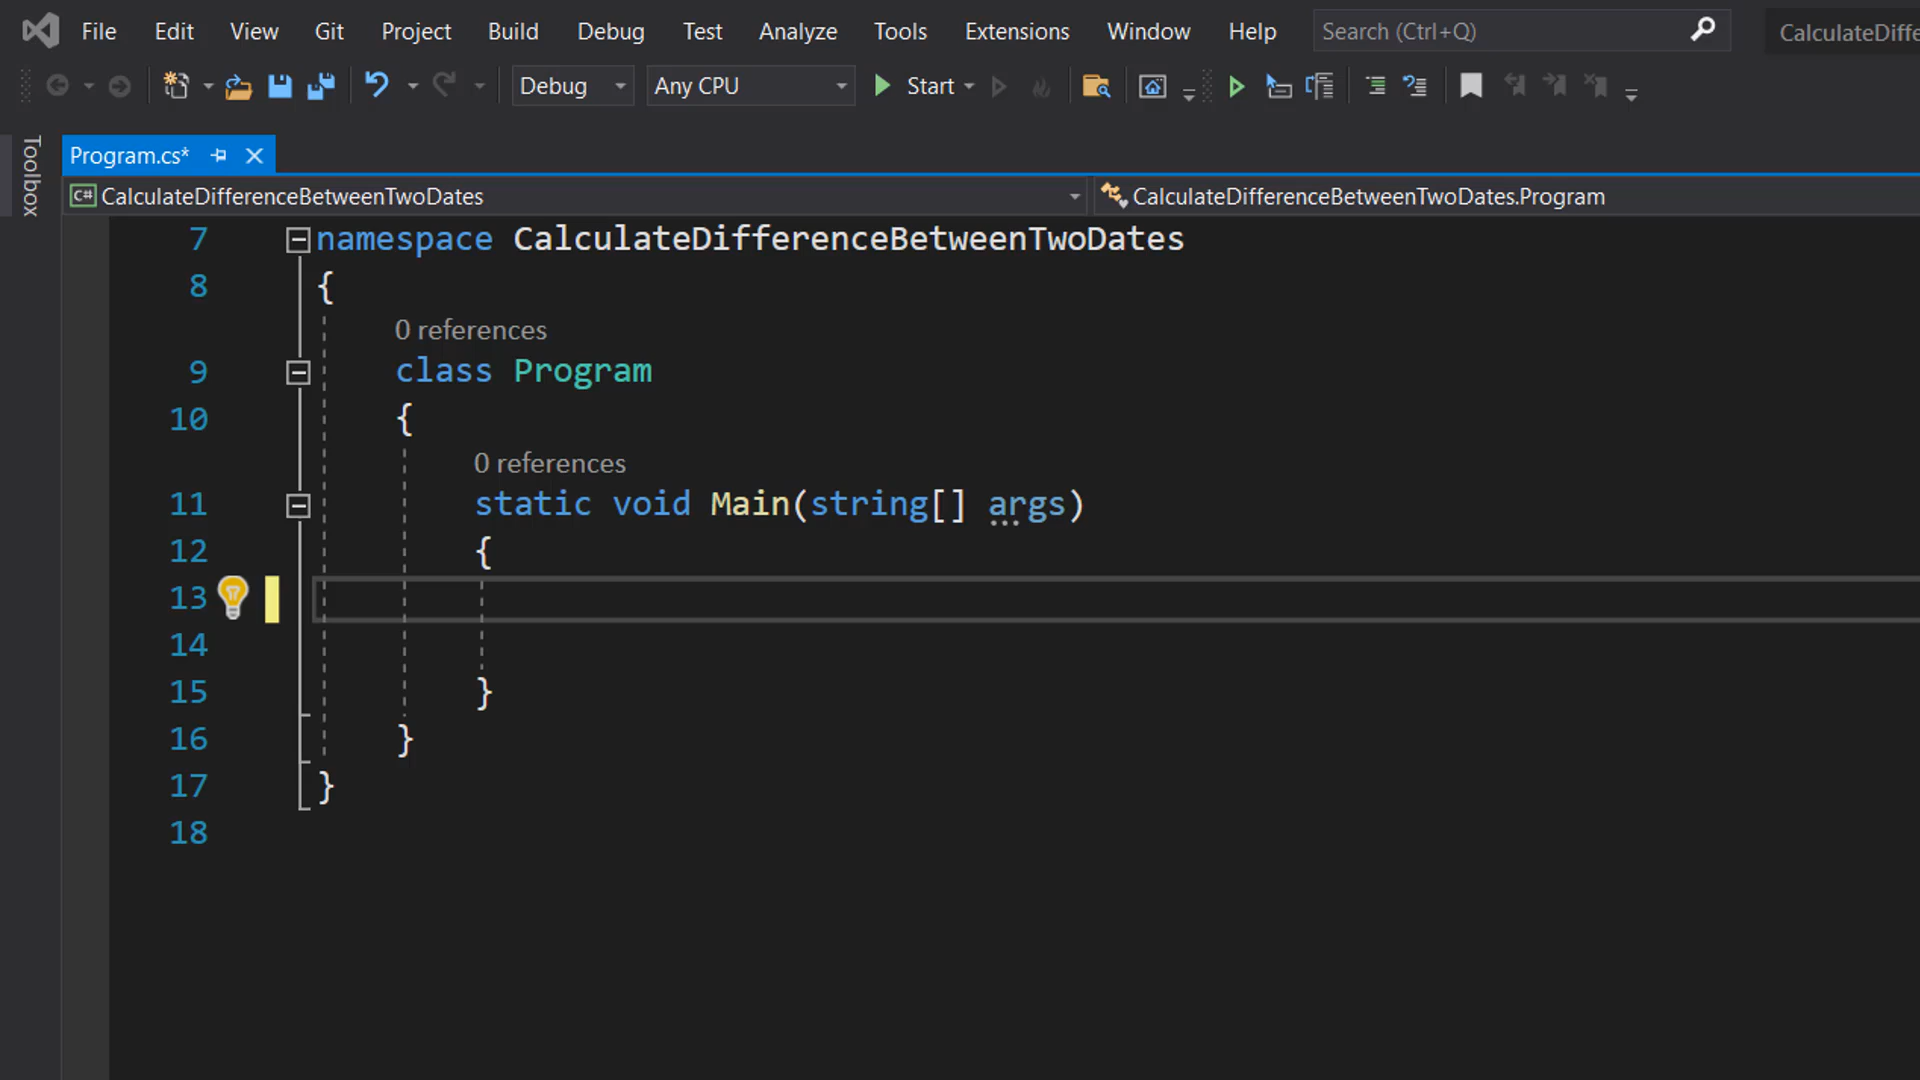 File Edit View Git Project Build Debug Test Analyze Tools Extensions Window Help Search (Ctrl+Q) CalculateDiffe
Debug Any CPU Start
Toolbox
Program.cs*
C# CalculateDifferenceBetweenTwoDates CalculateDifferenceBetweenTwoDates.Program
7 namespace CalculateDifferenceBetweenTwoDates
8 {
0 references
9 class Program
10 {
0 references
11 static void Main(string[] args)
12 {
13
14
15 }
16 }
17 }
18